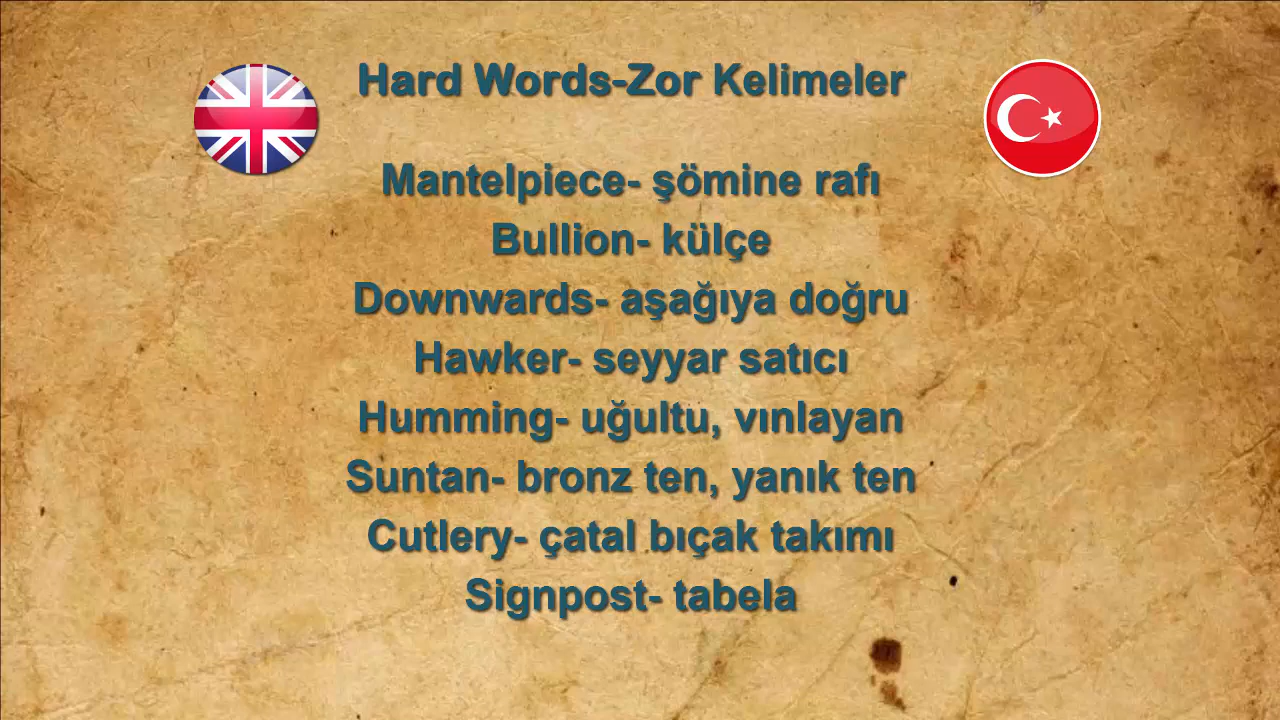 Hard Words-Zor Kelimeler
Mantelpiece- şömine rafı
Bullion- külçe
Downwards- aşağıya doğru
Hawker- seyyar satıcı
Humming- uğultu, vınlayan
Suntan- bronz ten, yanık ten
Cutlery- çatal bıçak takımı
Signpost- tabela